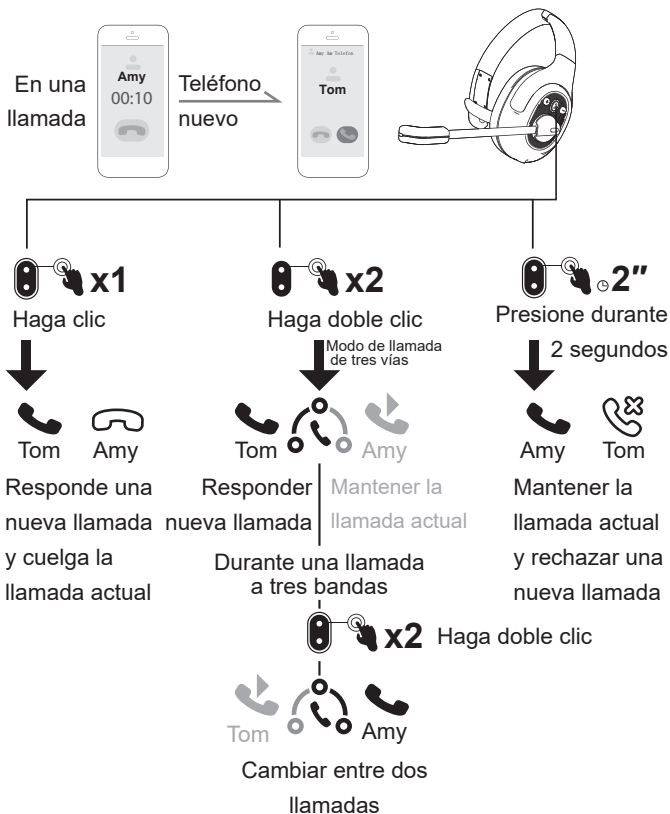 En una
llamada
Amy
00:10
Teléfono
nuevo
Tom
x1
Haga clic
Tom Amy
Responde una
nueva llamada
y cuelga la
llamada actual
x2
Haga doble clic
Modo de llamada
de tres vías
Tom Amy
Responder
nueva llamada
Mantener la
llamada actual
Durante una llamada
a tres bandas
x2 Haga doble clic
Tom Amy
Cambiar entre dos
llamadas
2″
Presione durante
2 segundos
Amy Tom
Mantener la
llamada actual
y rechazar una
nueva llamada